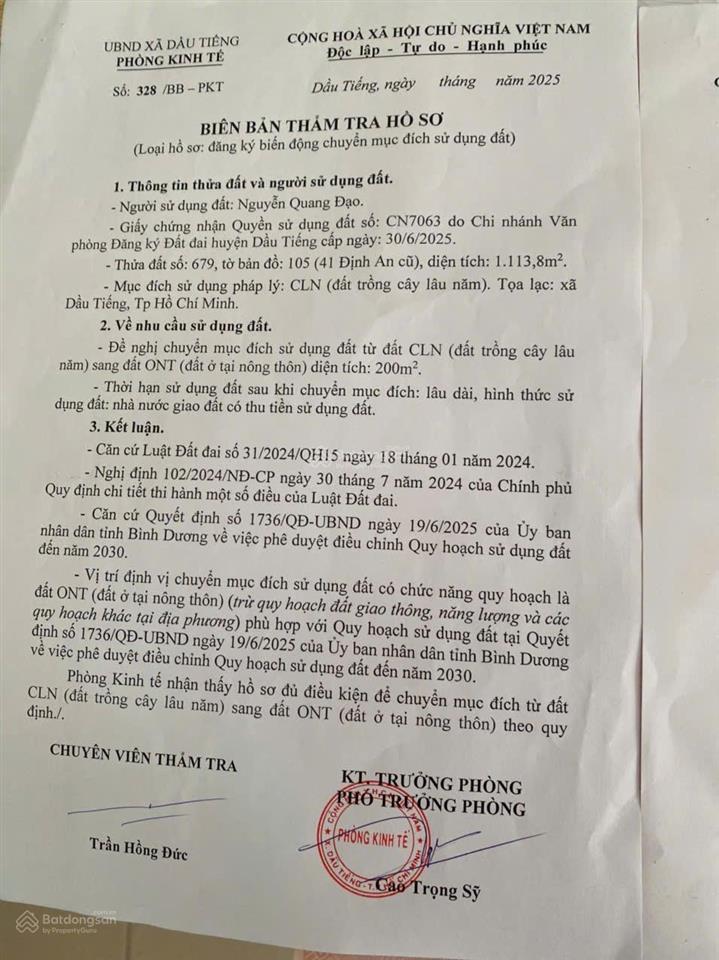 UBND XÃ DẦU TIẾNG
PHÒNG KINH TẾ
Số: 328 /BB – PKT
CỘNG HOÀ XÃ HỘI CHỦ NGHĨA VIỆT NAM
Độc lập - Tự do - Hạnh phúc
Dầu Tiếng, ngày tháng năm 2025
BIÊN BẢN THẨM TRA HỒ SƠ
(Loại hồ sơ: đăng ký biến động chuyển mục đích sử dụng đất)
1. Thông tin thửa đất và người sử dụng đất.
- Người sử dụng đất: Nguyễn Quang Đạo.
- Giấy chứng nhận Quyền sử dụng đất số: CN7063 do Chi nhánh Văn
phòng Đăng ký Đất đai huyện Dầu Tiếng cấp ngày: 30/6/2025.
- Thửa đất số: 679, tờ bản đồ: 105 (41 Định An cũ), diện tích: 1.113,8m².
- Mục đích sử dụng pháp lý: CLN (đất trồng cây lâu năm). Tọa lạc: xã
Dầu Tiếng, Tp Hồ Chí Minh.
2. Về nhu cầu sử dụng đất.
- Đề nghị chuyển mục đích sử dụng đất từ đất CLN (đất trồng cây lâu
năm) sang đất ONT (đất ở tại nông thôn) diện tích: 200m².
- Thời hạn sử dụng đất sau khi chuyển mục đích: lâu dài, hình thức sử
dụng đất: nhà nước giao đất có thu tiền sử dụng đất.
3. Kết luận.
- Căn cứ Luật Đất đai số 31/2024/QH15 ngày 18 tháng 01 năm 2024.
- Nghị định 102/2024/NĐ-CP ngày 30 tháng 7 năm 2024 của Chính phủ
Quy định chi tiết thi hành một số điều của Luật Đất đai.
- Căn cứ Quyết định số 1736/QĐ-UBND ngày 19/6/2025 của Ủy ban
nhân dân tỉnh Bình Dương về việc phê duyệt điều chỉnh Quy hoạch sử dụng đất
đến năm 2030.
- Vị trí định vị chuyển mục đích sử dụng đất có chức năng quy hoạch là
đất ONT (đất ở tại nông thôn) (trừ quy hoạch đất giao thông, năng lượng và các
quy hoạch khác tại địa phương) phù hợp với Quy hoạch sử dụng đất tại Quyết
định số 1736/QĐ-UBND ngày 19/6/2025 của Ủy ban nhân dân tỉnh Bình Dương
về việc phê duyệt điều chỉnh Quy hoạch sử dụng đất đến năm 2030.
Phòng Kinh tế nhận thấy hồ sơ đủ điều kiện để chuyển mục đích từ đất
CLN (đất trồng cây lâu năm) sang đất ONT (đất ở tại nông thôn) theo quy
định./.
CHUYÊN VIÊN THẨM TRA
Trần Hồng Đức
KT. TRƯỞNG PHÒNG
PHÓ TRƯỞNG PHÒNG
PHÒNG KINH TẾ
X. DẦU TIẾNG
Cao Trọng Sỹ
Batdongsan
by PropertyGuru